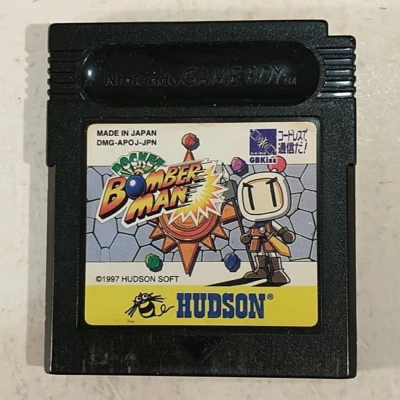 Nintendo GAME BOY TM
MADE IN JAPAN
DMG-APOJ-JPN
コードレスで
通信だ!
GBKiss
POCKET
BOMBER
MAN
©1997 HUDSON SOFT
HUDSON®